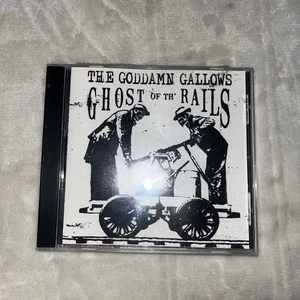 THE GODDAMN GALLOWS
GHOST OF TH' RAILS